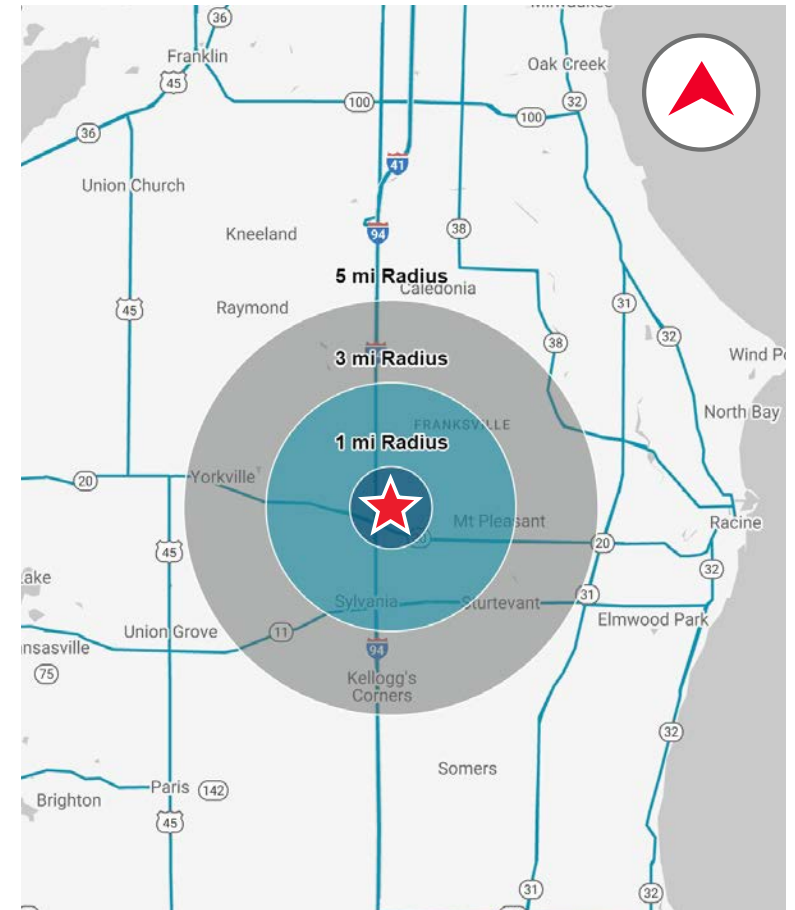 36
Franklin
Oak Creek
45
100
32
100
36
41
Union Church
Kneeland
94
38
5 mi Radius
Caledonia
Raymond
45
31
38
32
3 mi Radius
Wind
North Bay
FRANKSVILLE
1 mi Radius
20
Yorkville
Mt Pleasant
Racine
20
45
32
31
Sylvania
Sturtevant
Elmwood Park
Union Grove
11
94
75
Kellogg's
Corners
32
Somers
Paris
142
Brighton
45
31
32